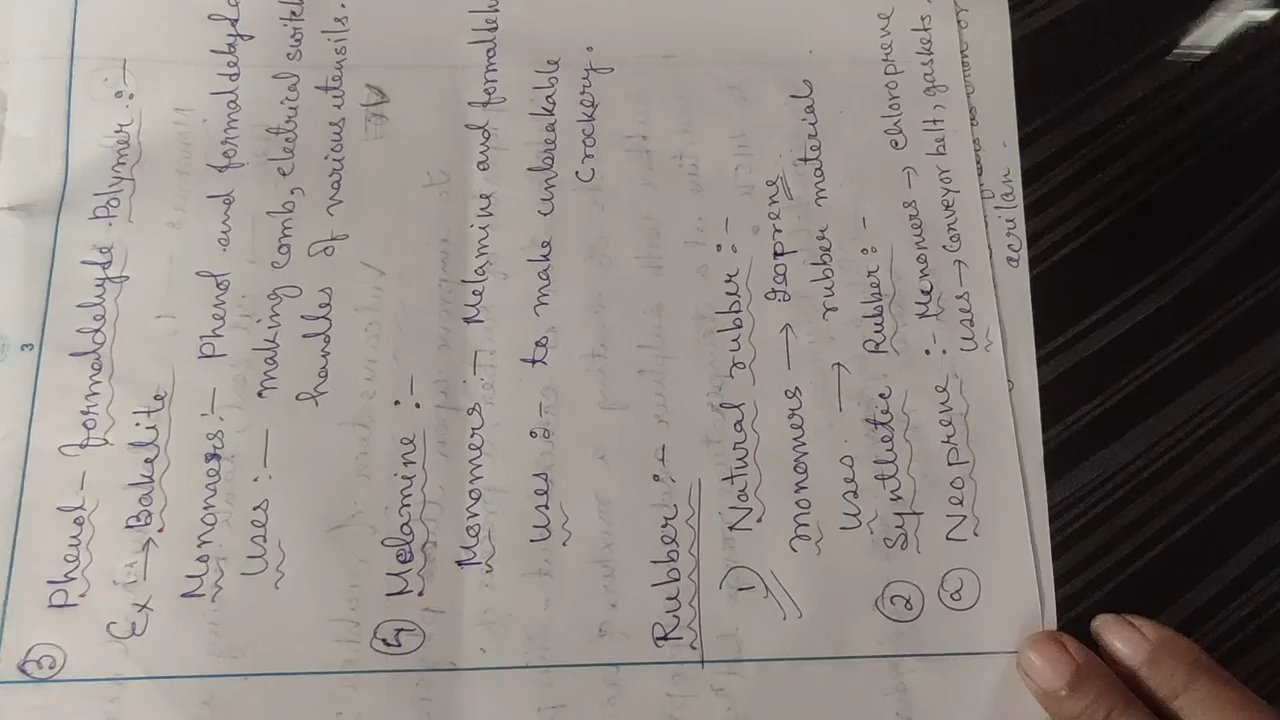 3
③ Phenol - formaldehyde Polymer :-
Ex → Bakelite
Monomers :- Phenol and formaldehyde
Uses :- making comb, electrical switch
handles of various utensils.
④ Melamine :-
Monomers :- Melamine and formaldeh
Uses :- to make unbreakable
Crockery.
Rubber :-
1) Natural rubber :-
monomers → Isoprene
uses → rubber material.
② Synthetic Rubber :-
ⓐ Neoprene :- Monomers → chloroprene
uses → Conveyor belt, gaskets,
acrilan.